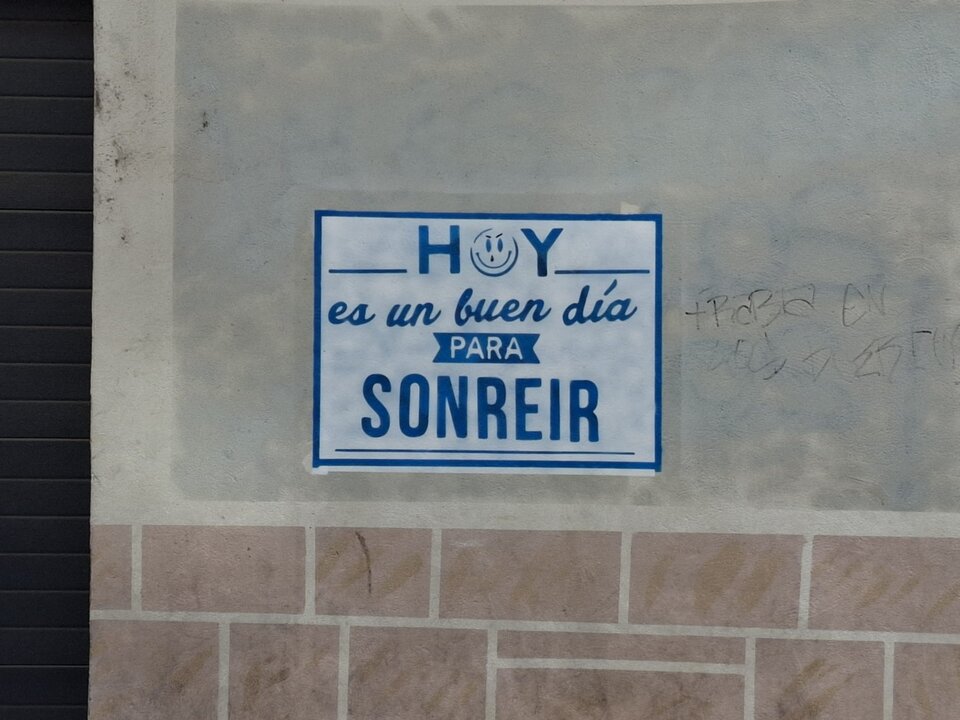 HOY
es un buen día
PARA
SONREIR